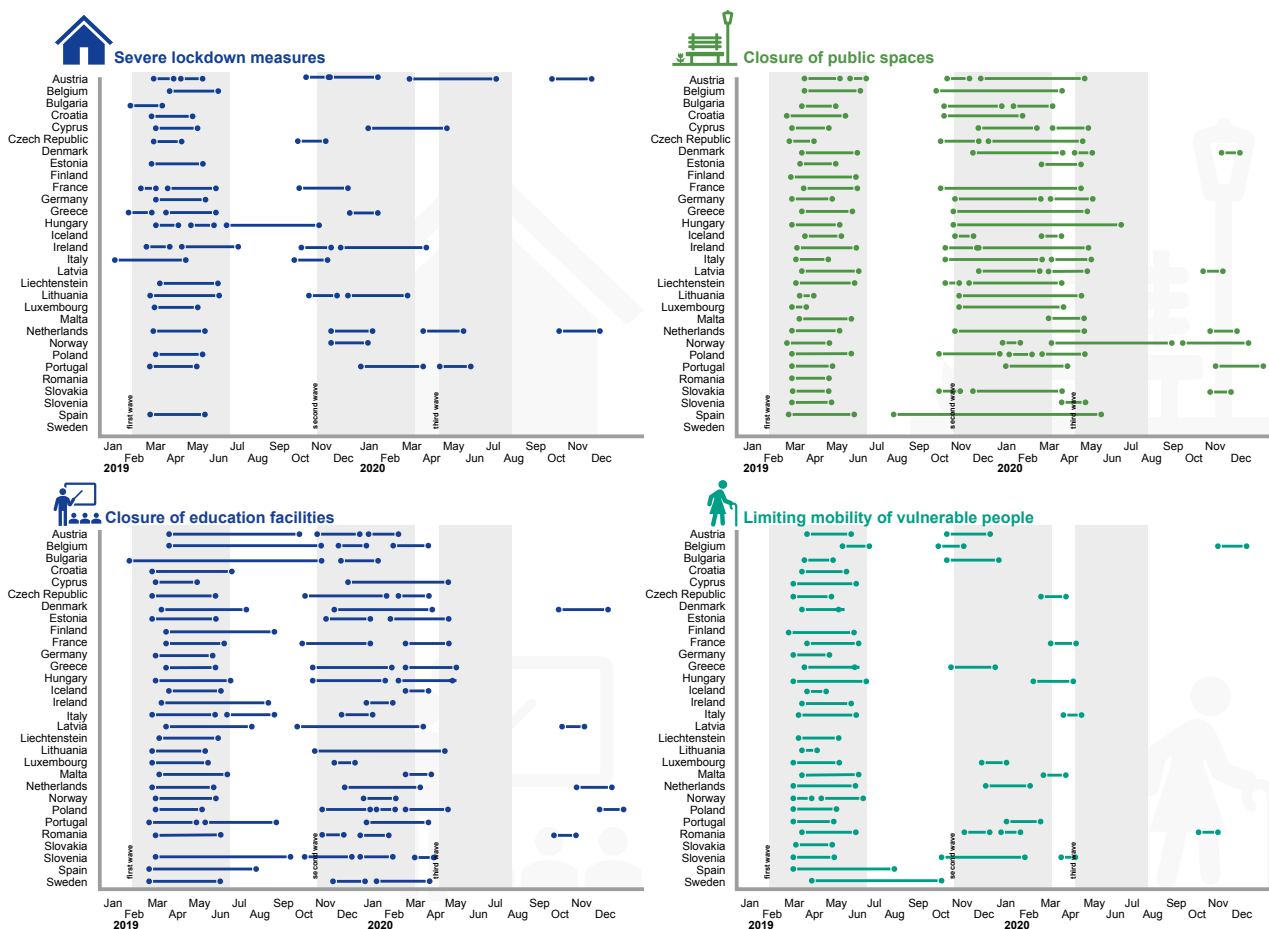 Severe lockdown measures
Austria
Belgium
Bulgaria
Croatia
Cyprus
Czech Republic
Denmark
Estonia
Finland
France
Germany
Greece
Hungary
Iceland
Ireland
Italy
Latvia
Liechtenstein
Lithuania
Luxembourg
Malta
Netherlands
Norway
Poland
Portugal
Romania
Slovakia
Slovenia
Spain
Sweden
first wave
second wave
third wave
Jan Mar May Jul Sep Nov Jan Mar May Sep Nov
Feb Apr Jun Aug Oct Dec Feb Apr Jun Oct Dec
2019 2020
Closure of public spaces
Austria
Belgium
Bulgaria
Croatia
Cyprus
Czech Republic
Denmark
Estonia
Finland
France
Germany
Greece
Hungary
Iceland
Ireland
Italy
Latvia
Liechtenstein
Lithuania
Luxembourg
Malta
Netherlands
Norway
Poland
Portugal
Romania
Slovakia
Slovenia
Spain
Sweden
first wave
second wave
third wave
Jan Mar May Jul Sep Nov Jan Mar May Jul Sep Nov
Feb Apr Jun Aug Oct Dec Feb Apr Jun Aug Oct Dec
2019 2020
Closure of education facilities
Austria
Belgium
Bulgaria
Croatia
Cyprus
Czech Republic
Denmark
Estonia
Finland
France
Germany
Greece
Hungary
Iceland
Ireland
Italy
Latvia
Liechtenstein
Lithuania
Luxembourg
Malta
Netherlands
Norway
Poland
Portugal
Romania
Slovakia
Slovenia
Spain
Sweden
first wave
second wave
third wave
Jan Mar May Jul Sep Nov Jan Mar May Sep Nov
Feb Apr Jun Aug Oct Dec Feb Apr Jun Oct Dec
2019 2020
Limiting mobility of vulnerable people
Austria
Belgium
Bulgaria
Croatia
Cyprus
Czech Republic
Denmark
Estonia
Finland
France
Germany
Greece
Hungary
Iceland
Ireland
Italy
Latvia
Liechtenstein
Lithuania
Luxembourg
Malta
Netherlands
Norway
Poland
Portugal
Romania
Slovakia
Slovenia
Spain
Sweden
first wave
second wave
third wave
Jan Mar May Jul Sep Nov Jan Mar May Jul Sep Nov
Feb Apr Jun Aug Oct Dec Feb Apr Jun Aug Oct Dec
2019 2020